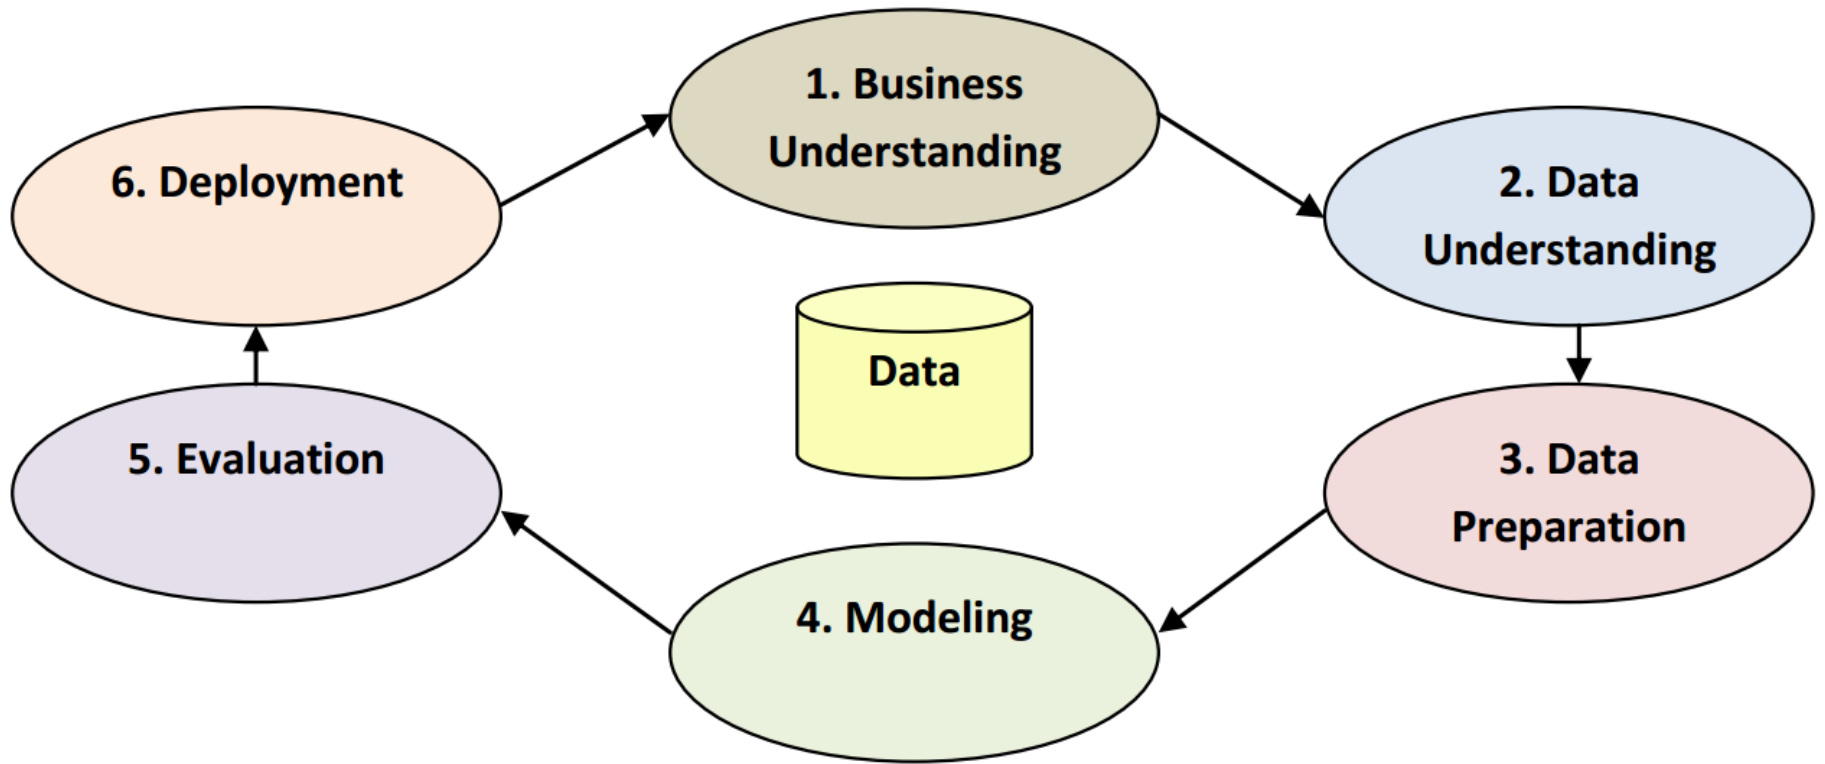 1. Business
Understanding
2. Data
Understanding
3. Data
Preparation
4. Modeling
5. Evaluation
6. Deployment
Data